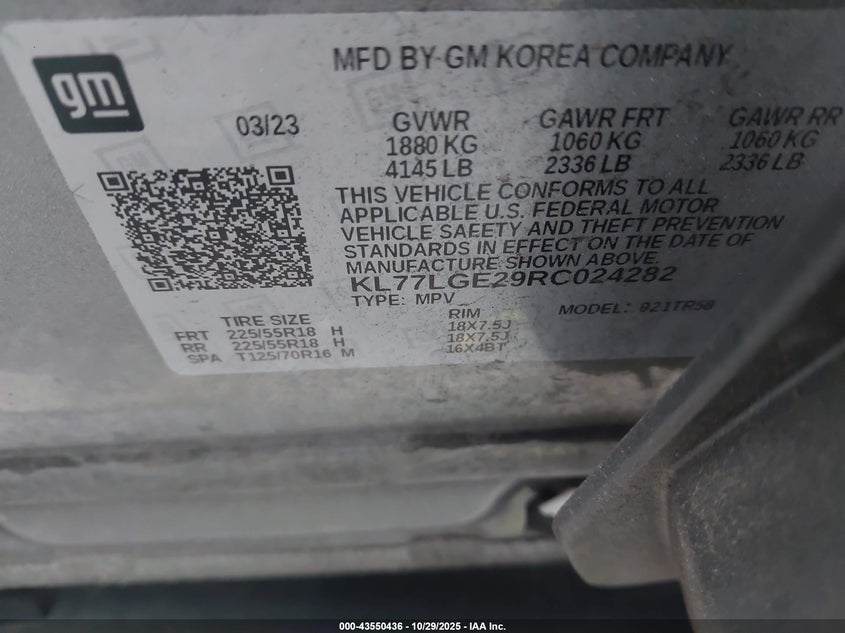 gm
MFD BY GM KOREA COMPANY
03/23
GVWR GAWR FRT GAWR RR
1880 KG 1060 KG 1060 KG
4145 LB 2336 LB 2336 LB
THIS VEHICLE CONFORMS TO ALL
APPLICABLE U.S. FEDERAL MOTOR
VEHICLE SAFETY AND THEFT PREVENTION
STANDARDS IN EFFECT ON THE DATE OF
MANUFACTURE SHOWN ABOVE.
KL77LGE29RC024282
TYPE: MPV MODEL: 921TR58
TIRE SIZE RIM
FRT 225/55R18 H 18X7.5J
RR 225/55R18 H 18X7.5J
SPA T125/70R16 M 16X4BT
000-43550436 - 10/29/2025 - IAA Inc.